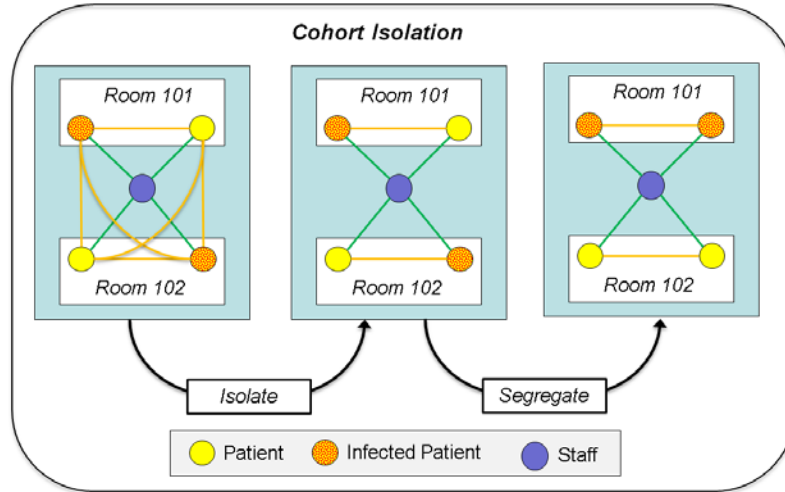 Cohort Isolation
Room 101
Room 101
Room 101
Room 102
Room 102
Room 102
Isolate
Segregate
Patient
Infected Patient
Staff